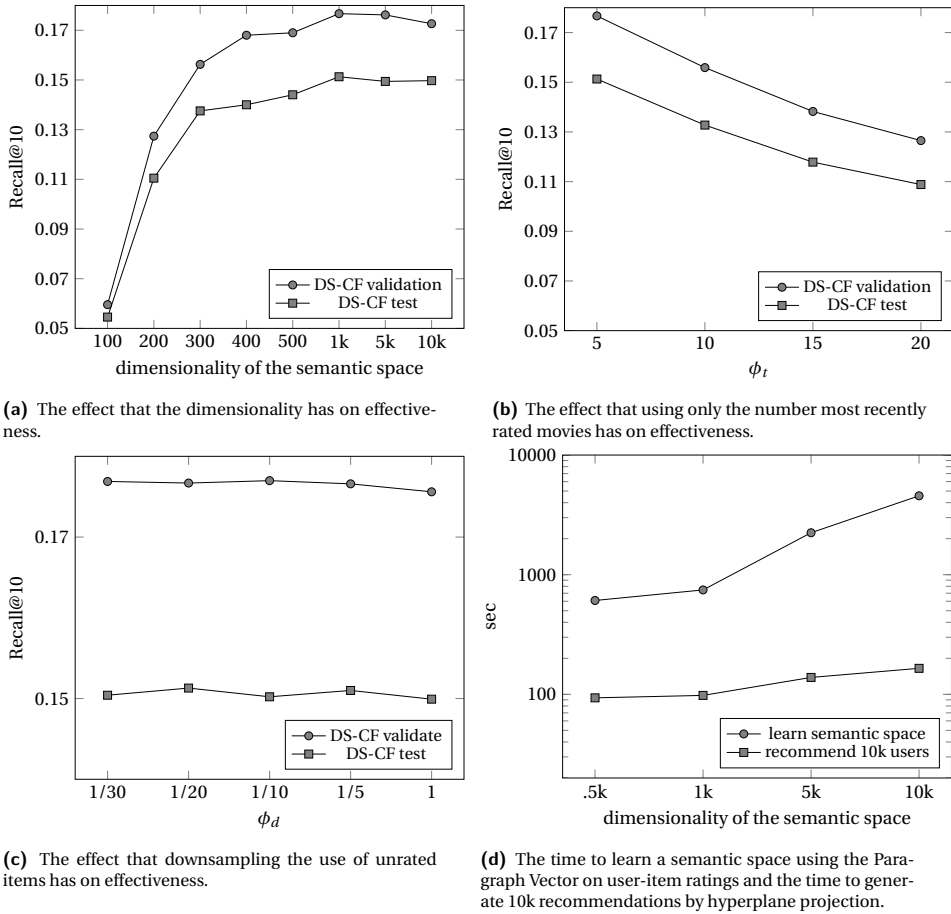 0.17
0.15
0.13
0.11
0.09
0.07
0.05
Recall@10
100 200 300 400 500 1k 5k 10k
dimensionality of the semantic space
DS-CF validation
DS-CF test
(a) The effect that the dimensionality has on effective-
ness.
0.17
0.15
0.13
0.11
0.09
0.07
0.05
Recall@10
5 10 15 20
ϕt
DS-CF validation
DS-CF test
(b) The effect that using only the number most recently
rated movies has on effectiveness.
0.17
0.15
Recall@10
1/30 1/20 1/10 1/5 1
ϕd
DS-CF validate
DS-CF test
(c) The effect that downsampling the use of unrated
items has on effectiveness.
10000
1000
100
sec
.5k 1k 5k 10k
dimensionality of the semantic space
learn semantic space
recommend 10k users
(d) The time to learn a semantic space using the Para-
graph Vector on user-item ratings and the time to gener-
ate 10k recommendations by hyperplane projection.